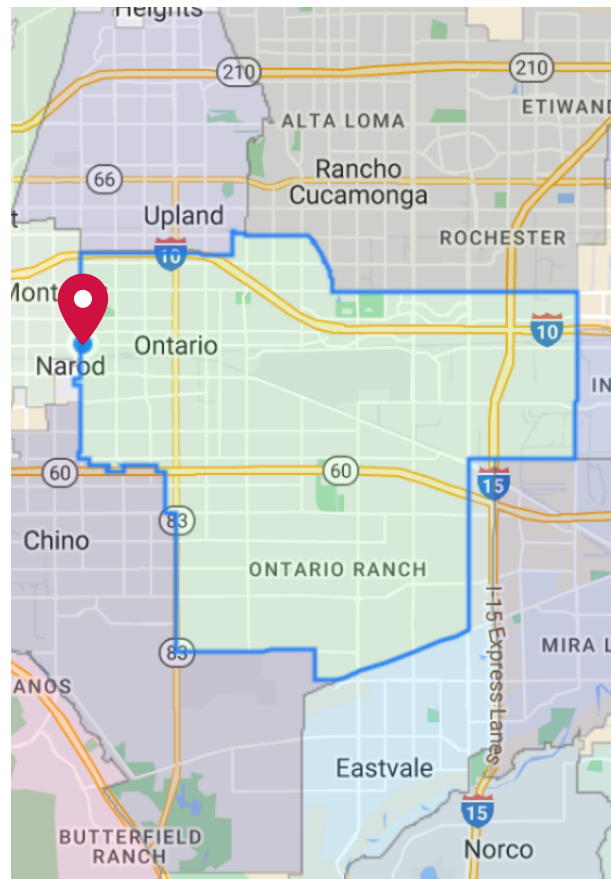 Heights
210
210
ETIWAND
ALTA LOMA
Rancho
Cucamonga
66
Upland
t
ROCHESTER
10
Mont
10
Ontario
Narod
IN
60
60
15
83
Chino
ONTARIO RANCH
I-15 Express Lanes
83
MIRA L
ANOS
Eastvale
15
BUTTERFIELD
RANCH
Norco